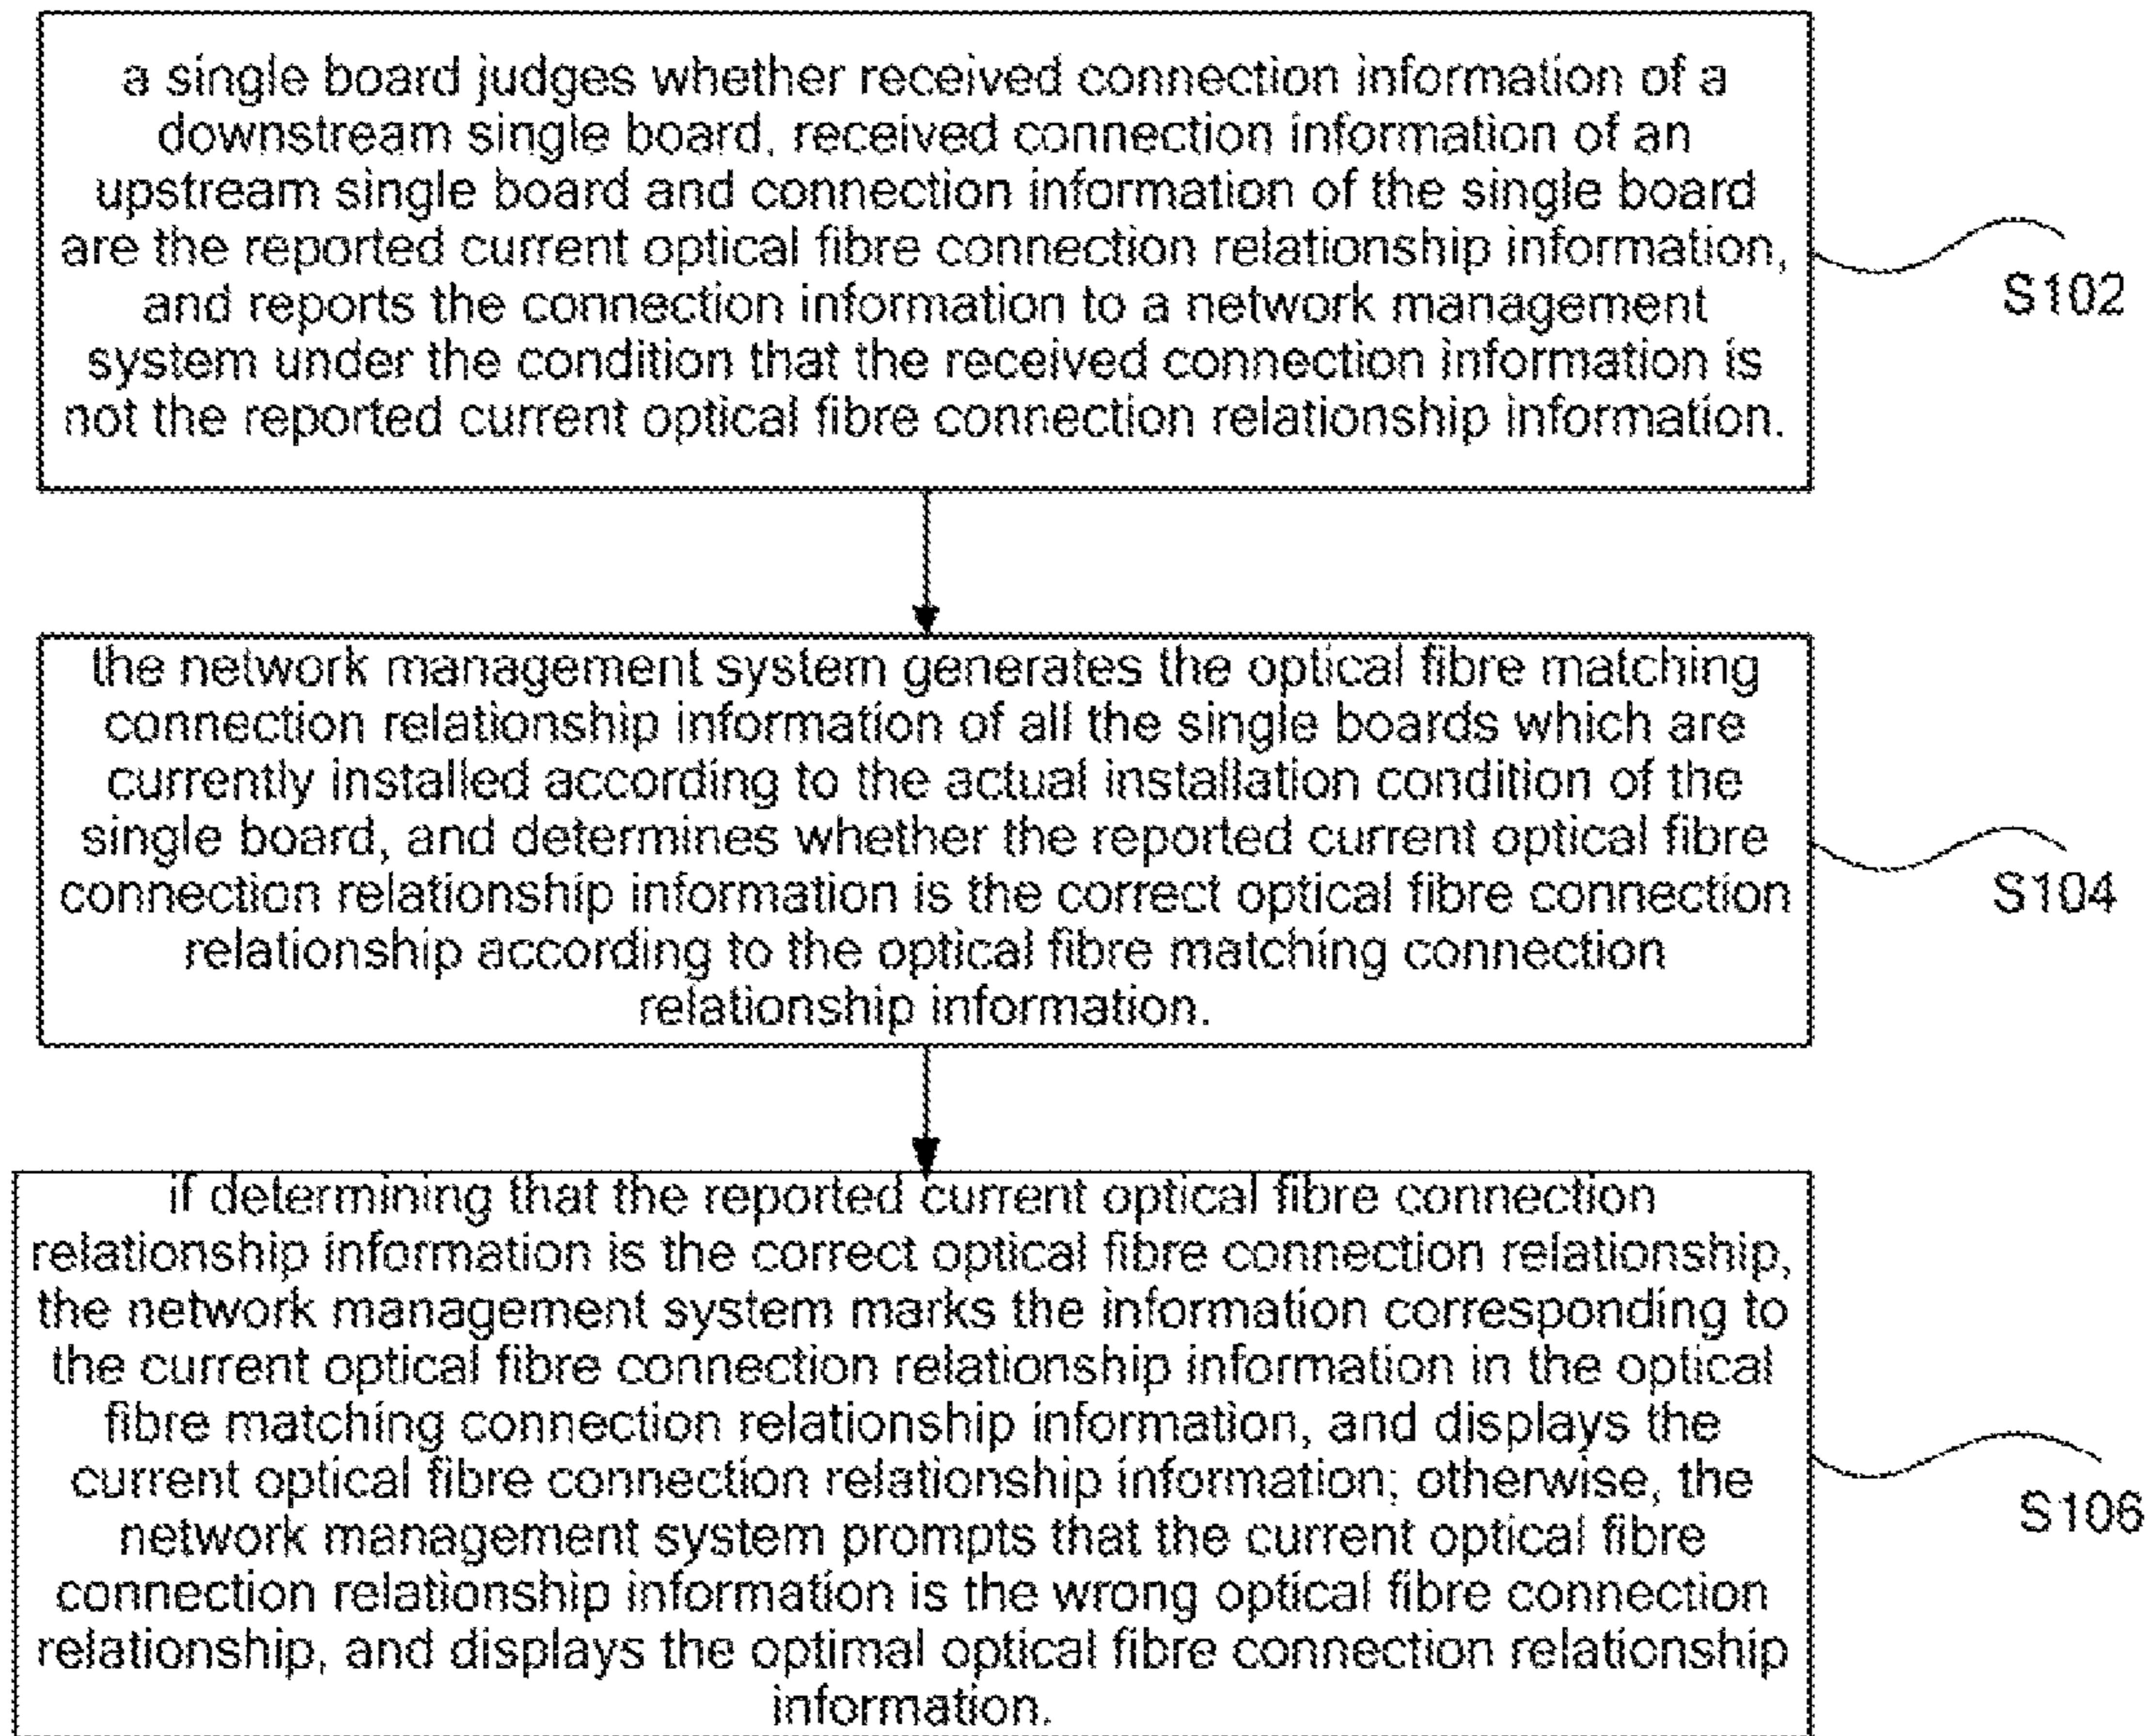 a single board judges whether received connection information of a
downstream single board, received connection information of an
upstream single board and connection information of the single board
are the reported current optical fibre connection relationship information,
and reports the connection information to a network management
system under the condition that the received connection information is
not the reported current optical fibre connection relationship information.
S102
the network management system generates the optical fibre matching
connection relationship information of all the single boards which are
currently installed according to the actual installation condition of the
single board, and determines whether the reported current optical fibre
connection relationship information is the correct optical fibre connection
relationship according to the optical fibre matching connection
relationship information.
S104
if determining that the reported current optical fibre connection
relationship information is the correct optical fibre connection relationship,
the network management system marks the information corresponding to
the current optical fibre connection relationship information in the optical
fibre matching connection relationship information, and displays the
current optical fibre connection relationship information; otherwise, the
network management system prompts that the current optical fibre
connection relationship information is the wrong optical fibre connection
relationship, and displays the optimal optical fibre connection relationship
information.
S106